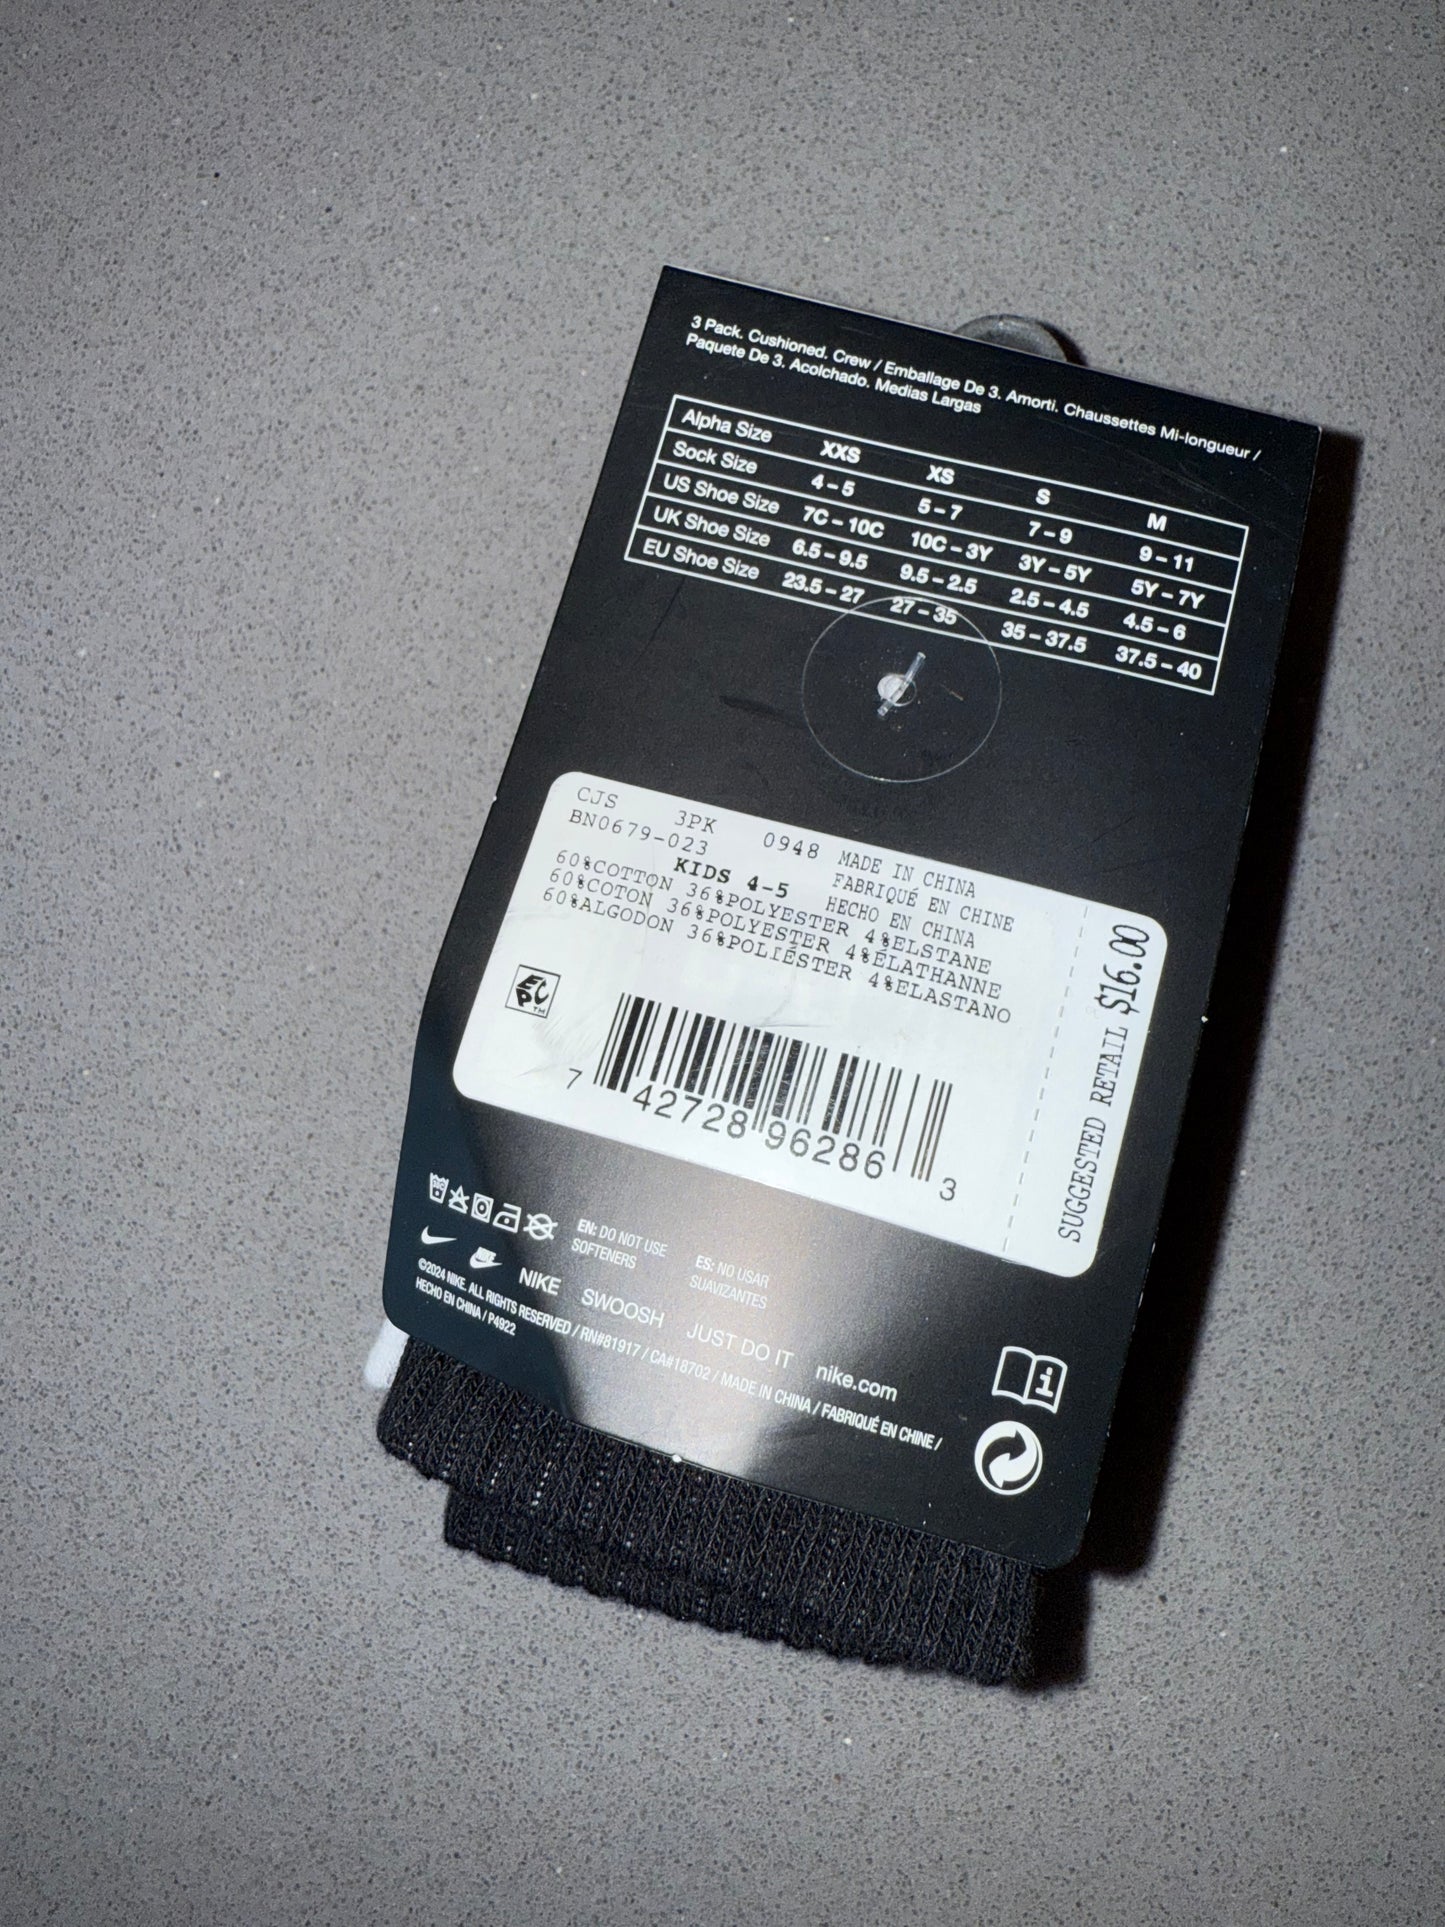 3 Pack. Cushioned. Crew / Emballage De 3. Amorti. Chaussettes Mi-longueur /
Paquete De 3. Acolchado. Medias Largas
Alpha Size XXS XS S M
Sock Size 4 – 5 5 – 7 7 – 9 9 – 11
US Shoe Size 7C – 10C 10C – 3Y 3Y – 5Y 5Y – 7Y
UK Shoe Size 6.5 – 9.5 9.5 – 2.5 2.5 – 4.5 4.5 – 6
EU Shoe Size 23.5 – 27 27 – 35 35 – 37.5 37.5 – 40
CJS 3PK 0948 MADE IN CHINA
BN0679-023 FABRIQUÉ EN CHINE
KIDS 4-5 HECHO EN CHINA
60%COTTON 36%POLYESTER 4%ELSTANE
60%COTON 36%POLYESTER 4%ÉLATHANNE
60%ALGODON 36%POLIÉSTER 4%ELASTANO
EPC TM
7 42728 96286 3
SUGGESTED RETAIL $16.00
EN: DO NOT USE
SOFTENERS
ES: NO USAR
SUAVIZANTES
NIKE
NIKE SWOOSH JUST DO IT nike.com
©2024 NIKE. ALL RIGHTS RESERVED / RN#81917 / CA#18702 / MADE IN CHINA / FABRIQUÉ EN CHINE /
HECHO EN CHINA / P4922